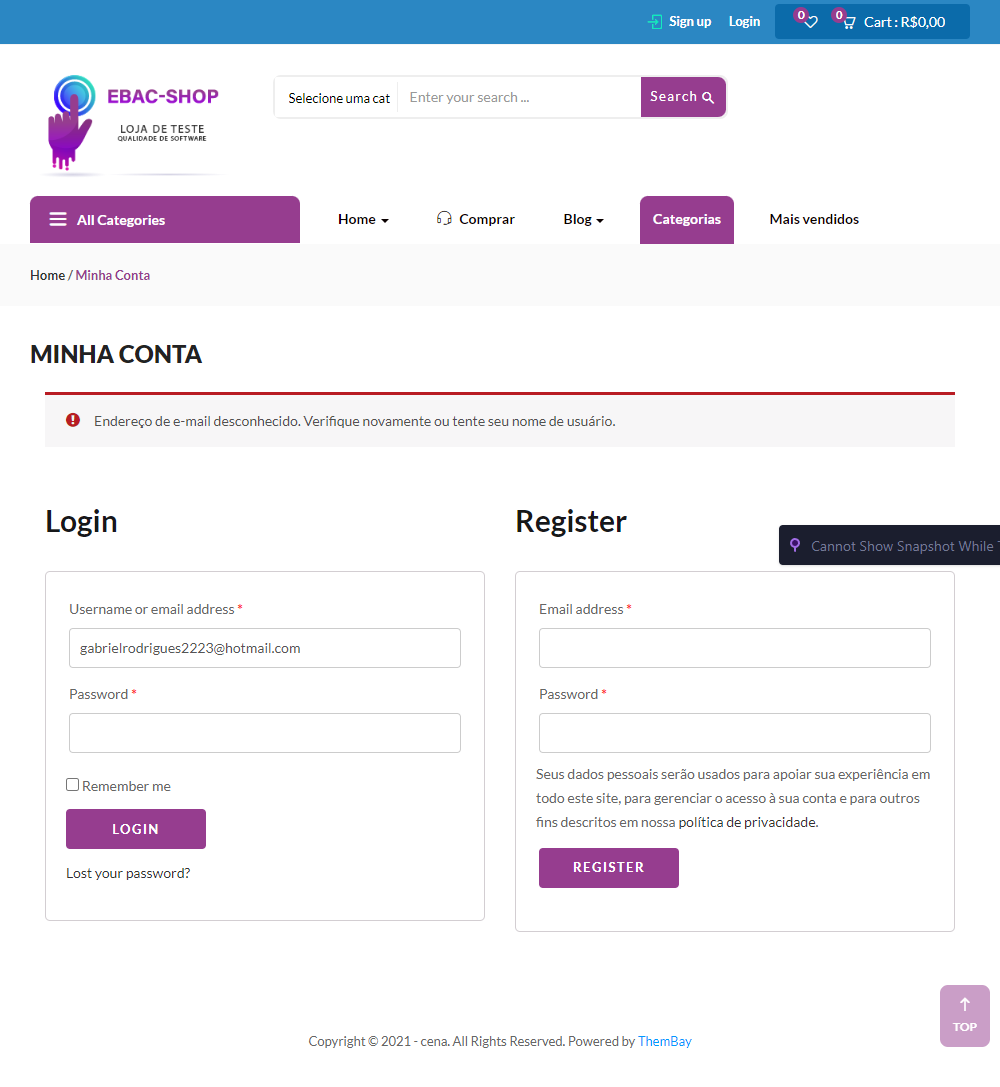 Sign up Login 0 0 Cart : R$0,00
EBAC-SHOP
LOJA DE TESTE
QUALIDADE DE SOFTWARE
Selecione uma cat Enter your search ... Search
All Categories Home Comprar Blog Categorias Mais vendidos
Home / Minha Conta
MINHA CONTA
Endereço de e-mail desconhecido. Verifique novamente ou tente seu nome de usuário.
Login
Username or email address *
gabrielrodrigues2223@hotmail.com
Password *
Remember me
LOGIN
Lost your password?
Register
Cannot Show Snapshot While
Email address *
Password *
Seus dados pessoais serão usados para apoiar sua experiência em
todo este site, para gerenciar o acesso à sua conta e para outros
fins descritos em nossa política de privacidade.
REGISTER
TOP
Copyright © 2021 - cena. All Rights Reserved. Powered by ThemBay